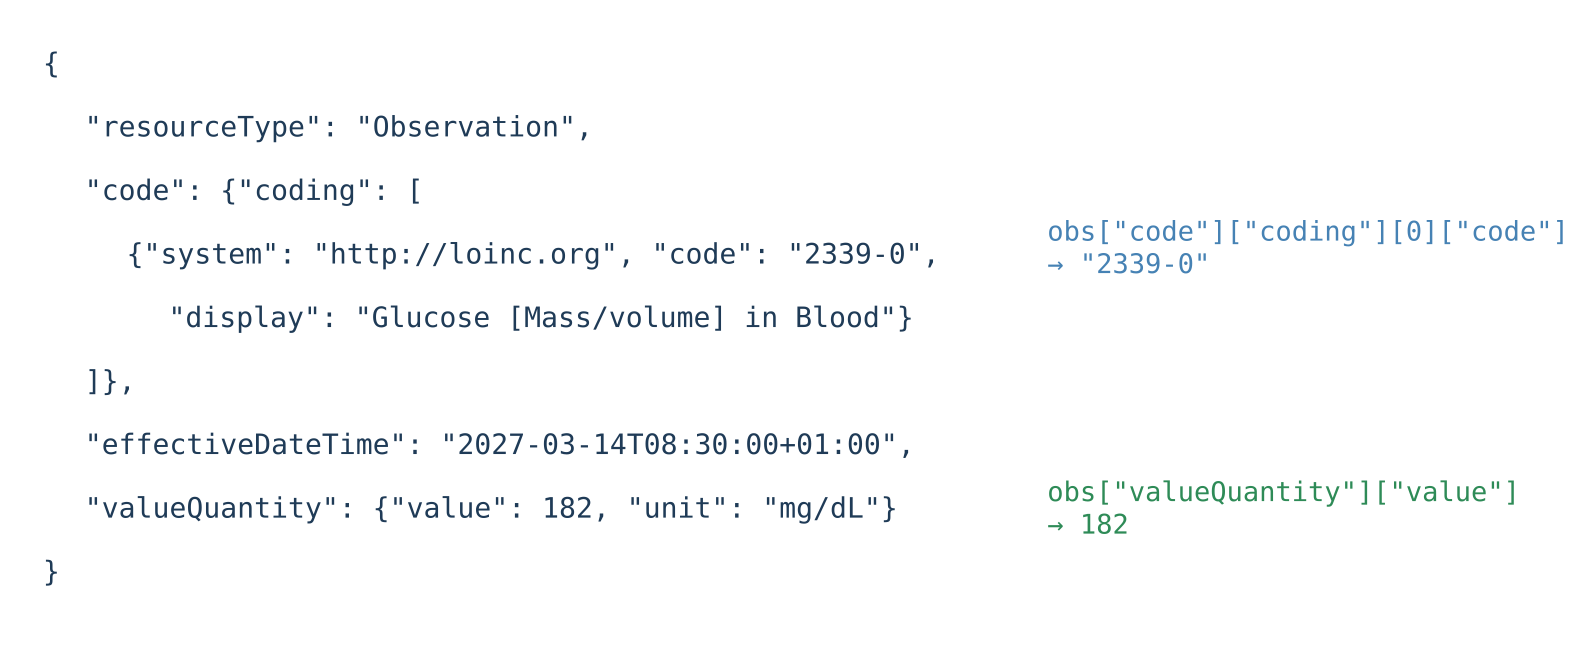 {
"resourceType": "Observation",
"code": {"coding": [
{"system": "http://loinc.org", "code": "2339-0",
"display": "Glucose [Mass/volume] in Blood"}
]},
"effectiveDateTime": "2027-03-14T08:30:00+01:00",
"valueQuantity": {"value": 182, "unit": "mg/dL"}
}
obs["code"]["coding"][0]["code"]
→ "2339-0"
obs["valueQuantity"]["value"]
→ 182